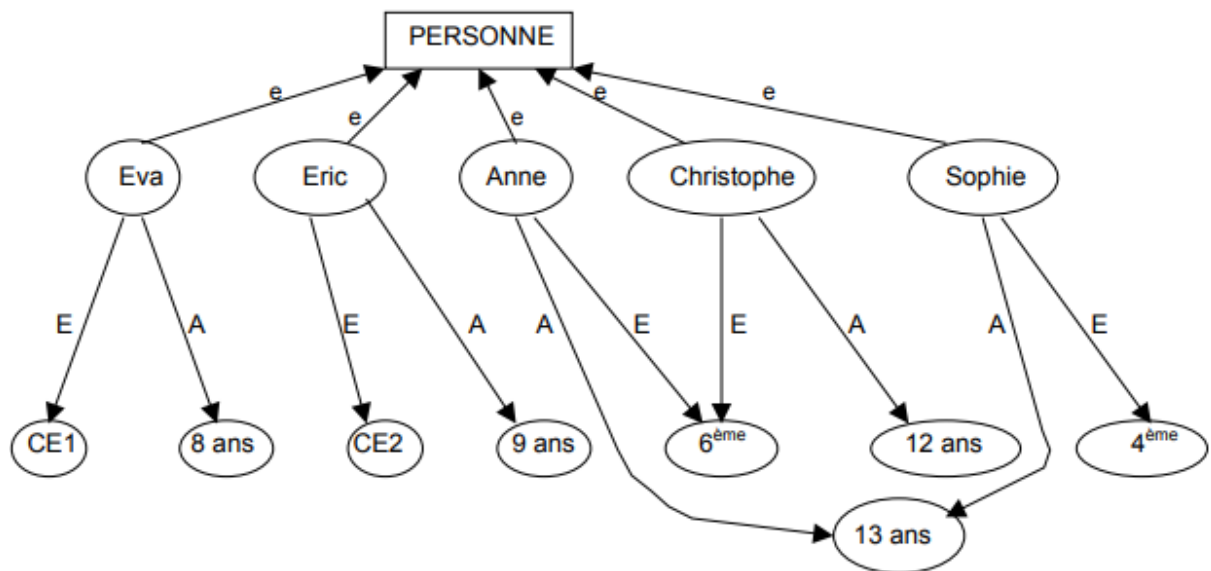 PERSONNE
e e e e e
Eva Eric Anne Christophe Sophie
E A E A A E E A A E
CE1 8 ans CE2 9 ans 6ème 12 ans 4ème
13 ans